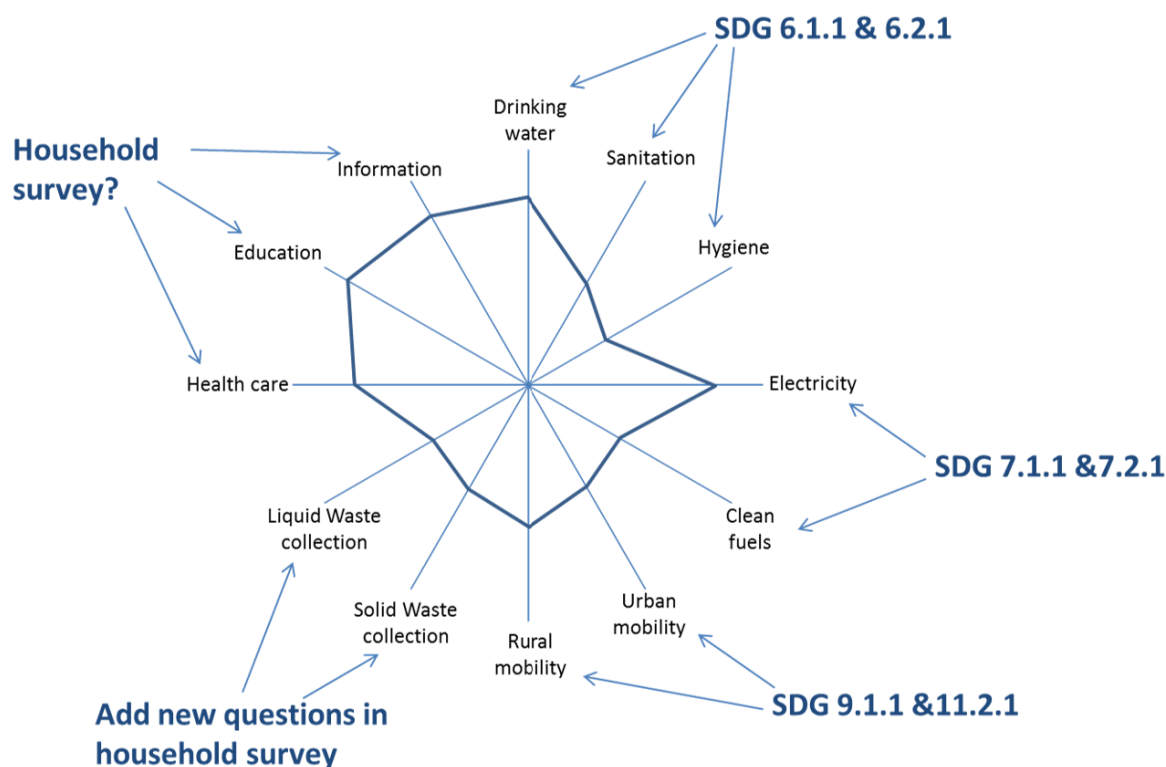 SDG 6.1.1 & 6.2.1
Drinking
water
Sanitation
Household
survey?
Information
Hygiene
Education
Health care
Electricity
SDG 7.1.1 &7.2.1
Liquid Waste
collection
Clean
fuels
Solid Waste
collection
Urban
mobility
Rural
mobility
SDG 9.1.1 &11.2.1
Add new questions in
household survey